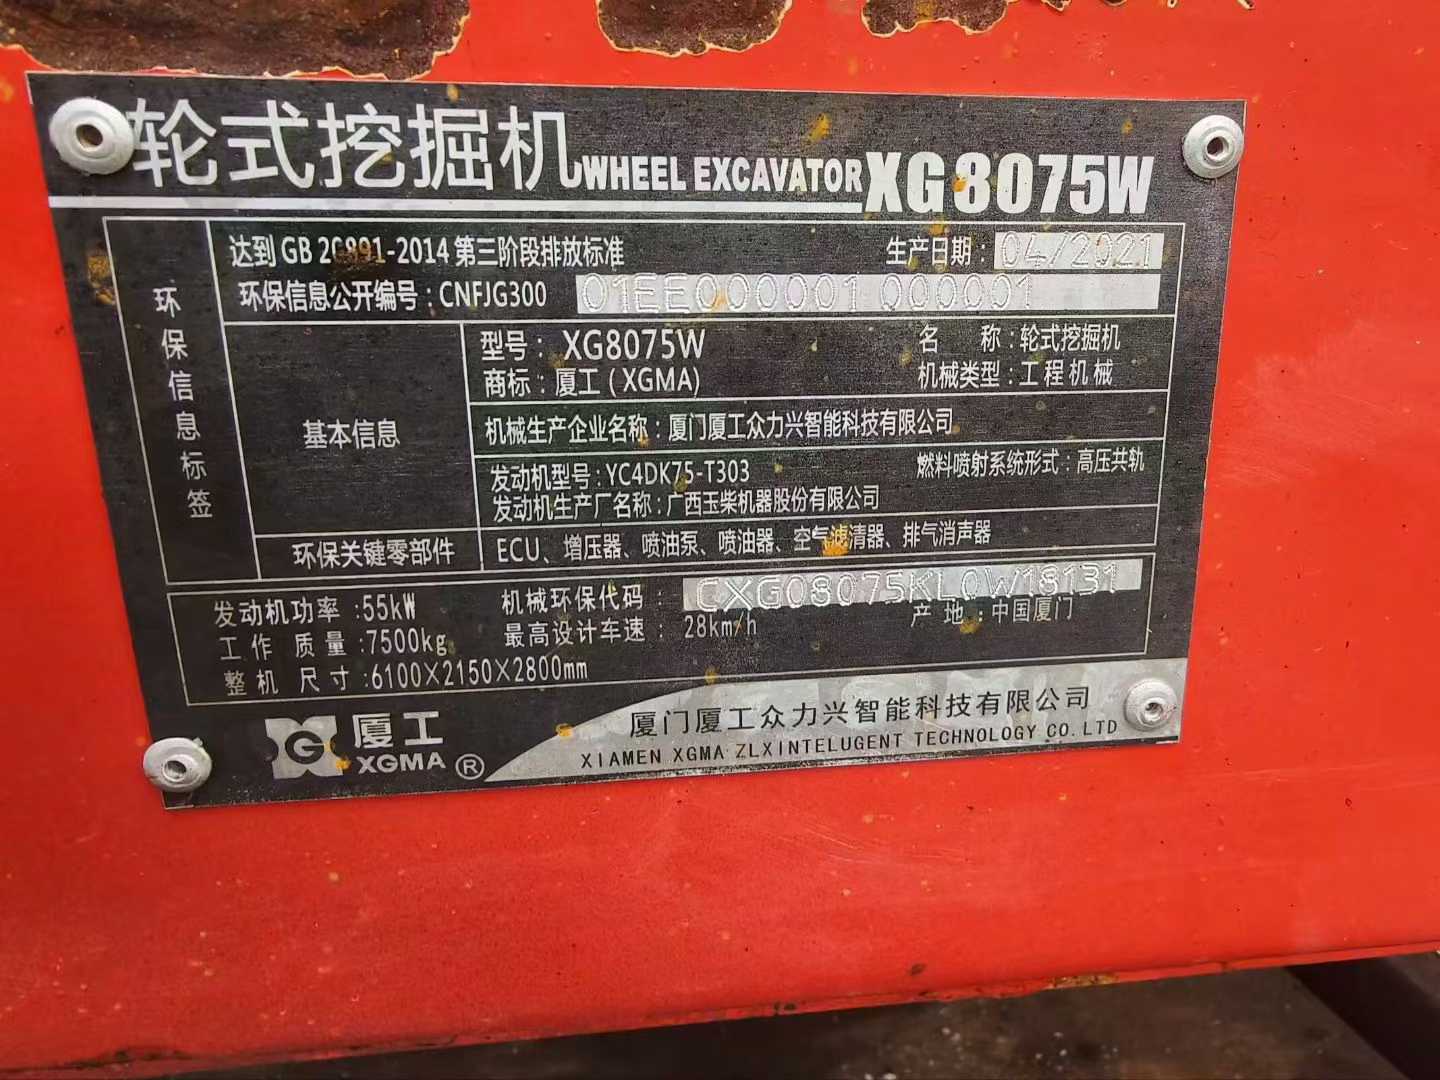 轮式挖掘机 WHEEL EXCAVATOR XG8075W
环保信息标签
达到 GB 20891-2014 第三阶段排放标准 生产日期：04/2021
环保信息公开编号：CNFJG300 01EE000001 000001
基本信息
型号：XG8075W 名 称：轮式挖掘机
商标：厦工（XGMA） 机械类型：工程机械
机械生产企业名称：厦门厦工众力兴智能科技有限公司
发动机型号：YC4DK75-T303 燃料喷射系统形式：高压共轨
发动机生产厂名称：广西玉柴机器股份有限公司
环保关键零部件 ECU、增压器、喷油泵、喷油器、空气滤清器、排气消声器
发动机功率：55kW 机械环保代码：CXG08075KL0W18131
工作 质量：7500kg 最高设计车速：28km/h 产 地：中国厦门
整机 尺寸：6100X2150X2800mm
G 厦工 XGMA ®
厦门厦工众力兴智能科技有限公司
XIAMEN XGMA ZLXINTELUGENT TECHNOLOGY CO.LTD